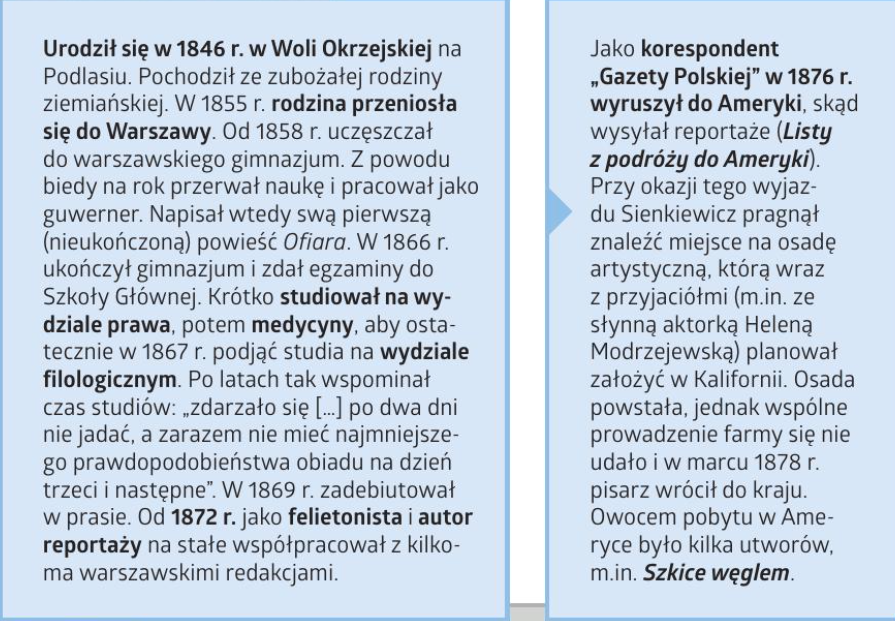 Urodził się w 1846 r. w Woli Okrzejskiej na
Podlasiu. Pochodził ze zubożałej rodziny
ziemiańskiej. W 1855 r. rodzina przeniosła
się do Warszawy. Od 1858 r. uczęszczał
do warszawskiego gimnazjum. Z powodu
biedy na rok przerwał naukę i pracował jako
guwerner. Napisał wtedy swą pierwszą
(nieukończoną) powieść Ofiara. W 1866 r.
ukończył gimnazjum i zdał egzaminy do
Szkoły Głównej. Krótko studiował na wy-
dziale prawa, potem medycyny, aby osta-
tecznie w 1867 r. podjąć studia na wydziale
filologicznym. Po latach tak wspominał
czas studiów: „zdarzało się [...] po dwa dni
nie jadać, a zarazem nie mieć najmniejsze-
go prawdopodobieństwa obiadu na dzień
trzeci i następne”. W 1869 r. zadebiutował
w prasie. Od 1872 r. jako felietonista i autor
reportaży na stałe współpracował z kilko-
ma warszawskimi redakcjami.
Jako korespondent
„Gazety Polskiej” w 1876 r.
wyruszył do Ameryki, skąd
wysyłał reportaże (Listy
z podróży do Ameryki).
Przy okazji tego wyjaz-
du Sienkiewicz pragnął
znaleźć miejsce na osadę
artystyczną, którą wraz
z przyjaciółmi (m.in. ze
słynną aktorką Heleną
Modrzejewską) planował
założyć w Kalifornii. Osada
powstała, jednak wspólne
prowadzenie farmy się nie
udało i w marcu 1878 r.
pisarz wrócił do kraju.
Owocem pobytu w Ame-
ryce było kilka utworów,
m.in. Szkice węglem.